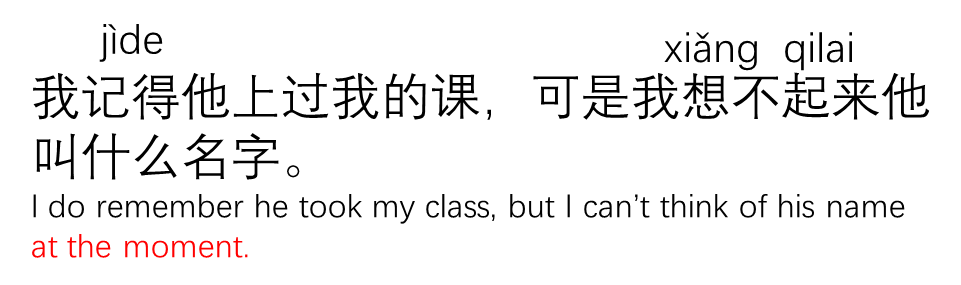 jìde
xiǎng qilai
我记得他上过我的课，可是我想不起来他
叫什么名字。
I do remember he took my class, but I can’t think of his name
at the moment.